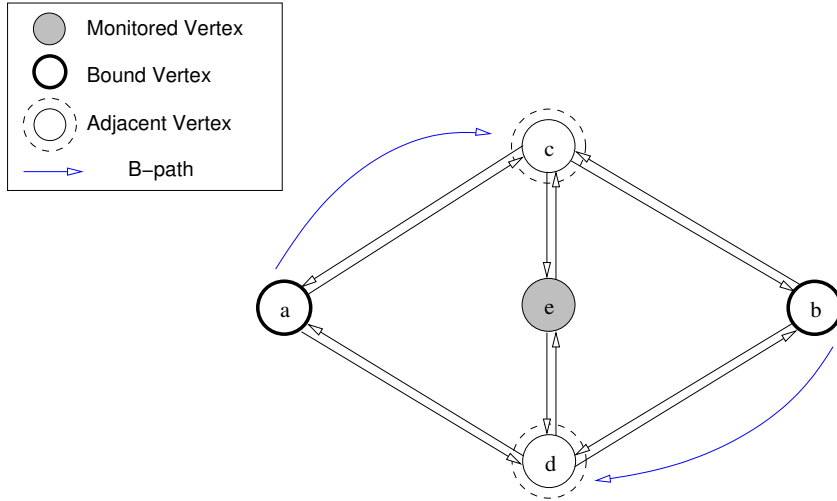 Monitored Vertex
Bound Vertex
Adjacent Vertex
B−path
c
a
e
b
d